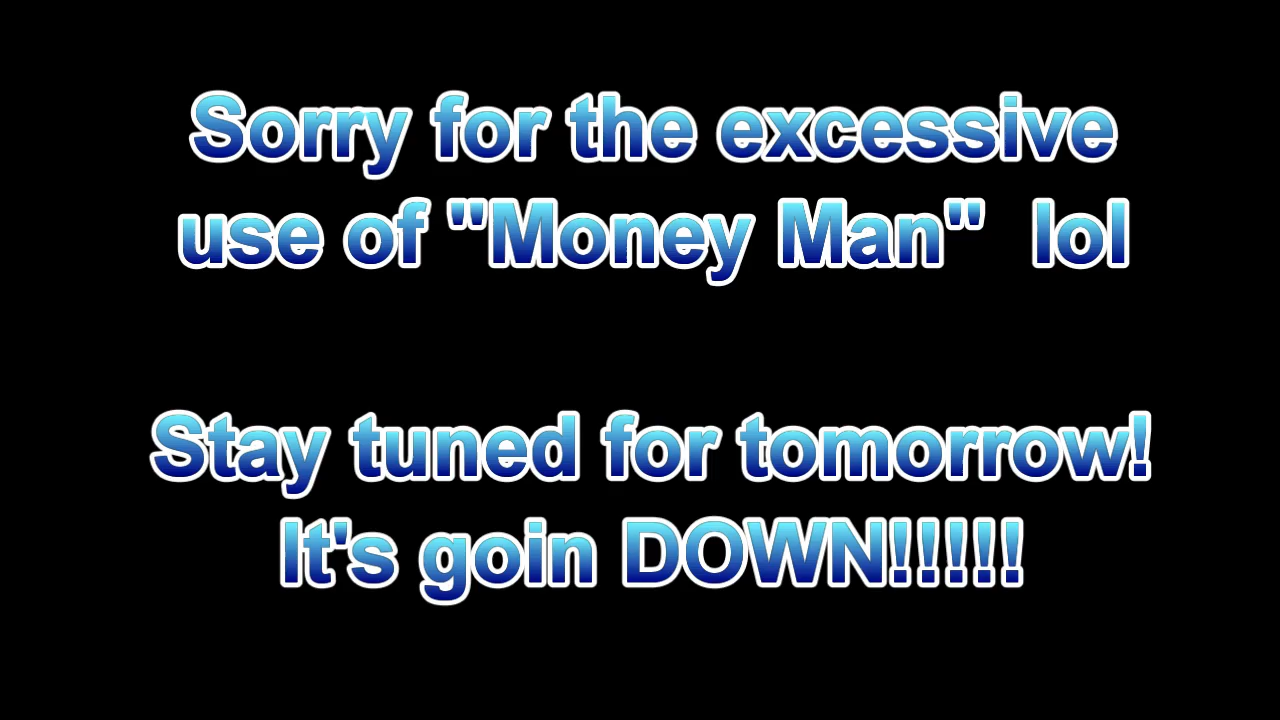 Sorry for the excessive
use of "Money Man"  lol
Stay tuned for tomorrow!
It's goin DOWN!!!!!